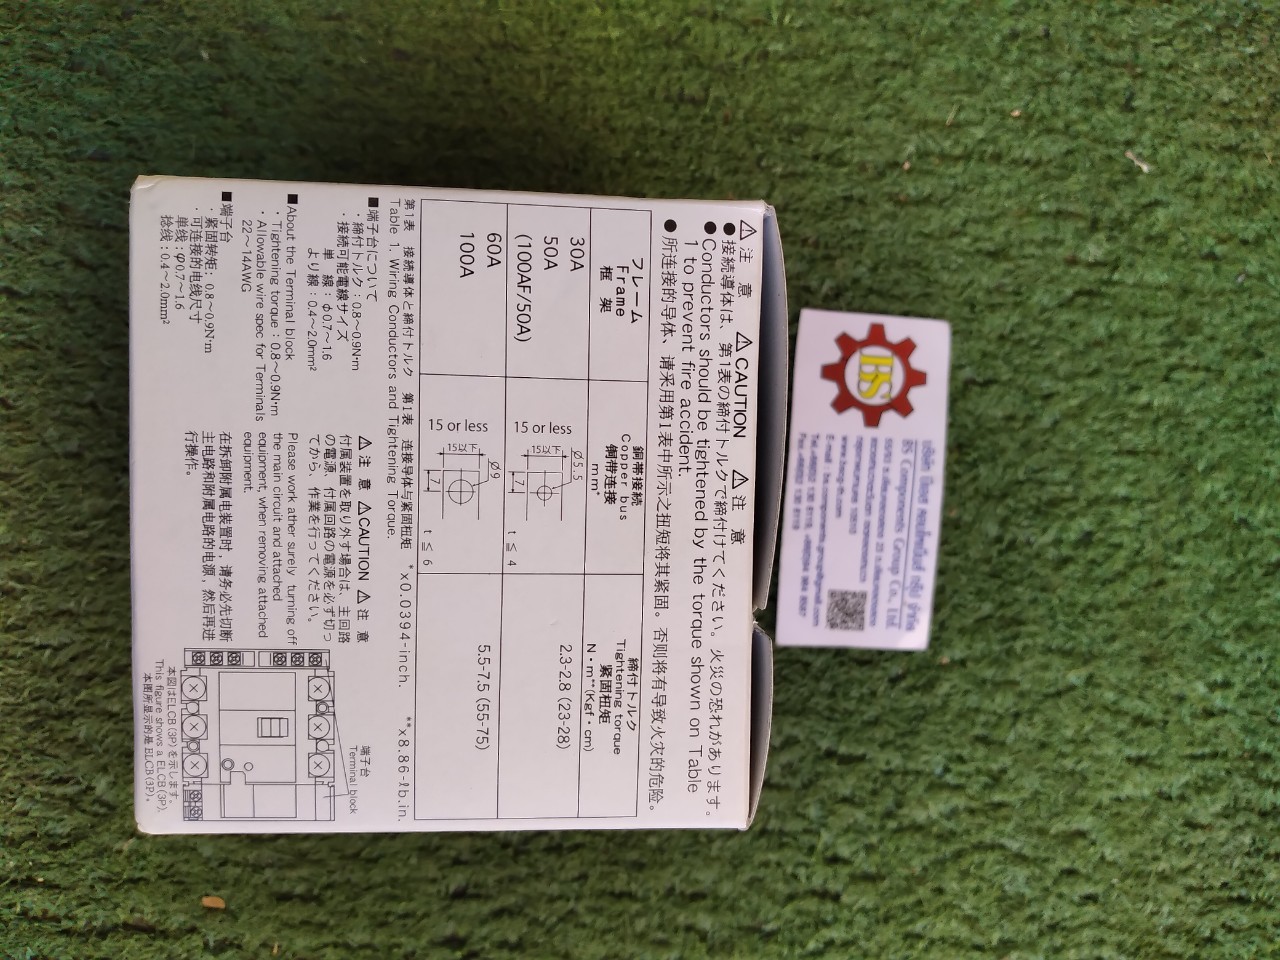 ⚠注 意 ⚠CAUTION ⚠注 意
●接続導体は、第1表の締付トルクで締付けてください。火災の恐れがあります。
●Conductors should be tightened by the torque shown on Table
1 to prevent fire accident.
●所连接的导体、请采用第1表中所示之扭短将其紧固。否则将有导致火灾的危险。
フレーム
Frame
框 架
銅帯接続
Copper bus
铜带连接
mm*
締付トルク
Tightening torque
紧固扭矩
N・m**(Kgf・cm)
30A
50A
(100AF/50A)
15 or less
15以下
φ5.5
7
t ≦ 4
2.3-2.8 (23-28)
60A
100A
15 or less
15以下
φ9
7
t ≦ 6
5.5-7.5 (55-75)
第1表 接続導体と締付トルク 第1表 连接导体与紧固扭矩 *x0.0394-inch. **x8.86-ℓb.in.
Table 1. Wiring Conductors and Tightening Torque.
■端子台について
・締付トルク：0.8～0.9N・m
・接続可能電線サイズ
単 線：φ0.7～1.6
より線：0.4～2.0mm²
■About the Terminal block
・Tightening torque：0.8～0.9N・m
・Allowable wire spec for Terminals
22～14AWG
■端子台
・紧固转矩：0.8～0.9N・m
・可连接的电线尺寸
单线：φ0.7～1.6
捻线：0.4～2.0mm²
⚠注 意 ⚠CAUTION ⚠注 意
付属装置を取り外す場合は、主回路
の電源、付属回路の電源を必ず切っ
てから、作業を行ってください。
Please work ather surely turning off
the main circuit and attached
equipment, when removing attached
equipment.
在拆卸附属电装置时，请务必先切断
主电路和附属电路的电源，然后再进
行操作。
端子台
Terminal block
本図はELCB(3P)を示します。
This figure shows a ELCB(3P).
本图所显示的是ELCB(3P)。
BS
BS Components Group Co., Ltd.